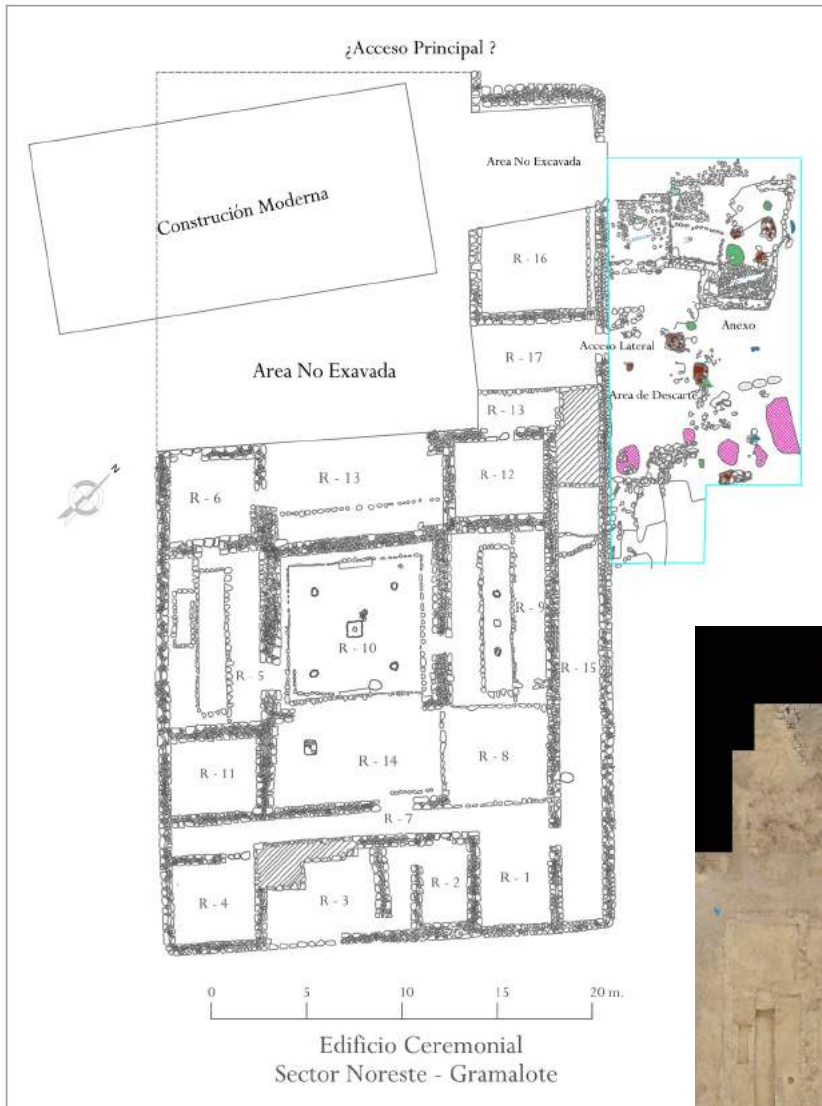 ¿Acceso Principal ?
Area No Excavada
Construción Moderna
R - 16
Anexo
Acceso Lateral
R - 17
Area No Exavada
Area de Descarte
R - 13
R - 13
R - 12
R - 6
N
R - 9
R - 10
R - 15
R - 5
R - 14
R - 8
R - 11
R - 7
R - 1
R - 2
R - 4
R - 3
0 5 10 15 20 m.
Edificio Ceremonial
Sector Noreste - Gramalote